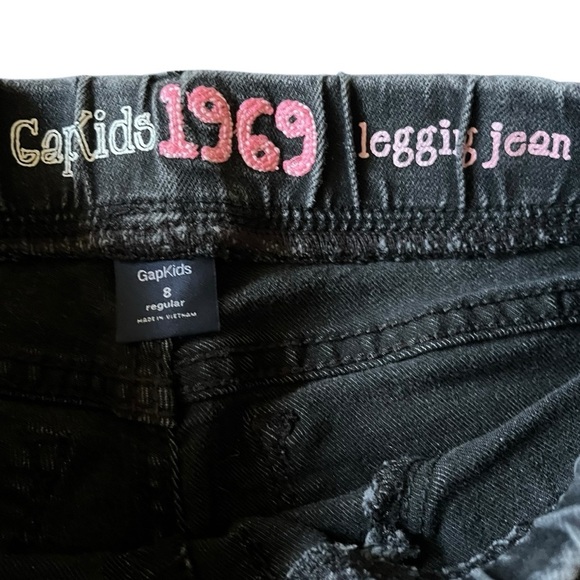 GapKids 1969 legging jean
GapKids
8
regular
MADE IN VIETNAM